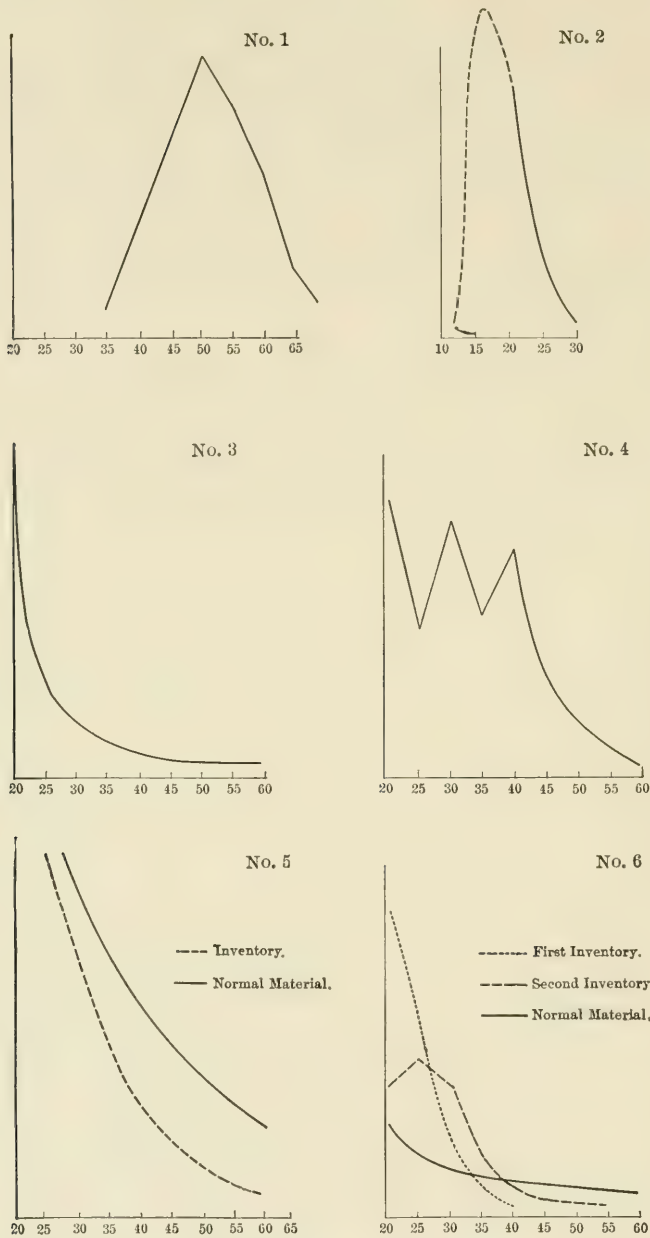 No. 1
20 25 30 35 40 45 50 55 60 65
No. 2
10 15 20 25 30
No. 3
20 25 30 35 40 45 50 55 60
No. 4
20 25 30 35 40 45 50 55 60
No. 5
Inventory.
Normal Material.
20 25 30 35 40 45 50 55 60 65
No. 6
First Inventory.
Second Inventory
Normal Material.
20 25 30 35 40 45 50 55 60